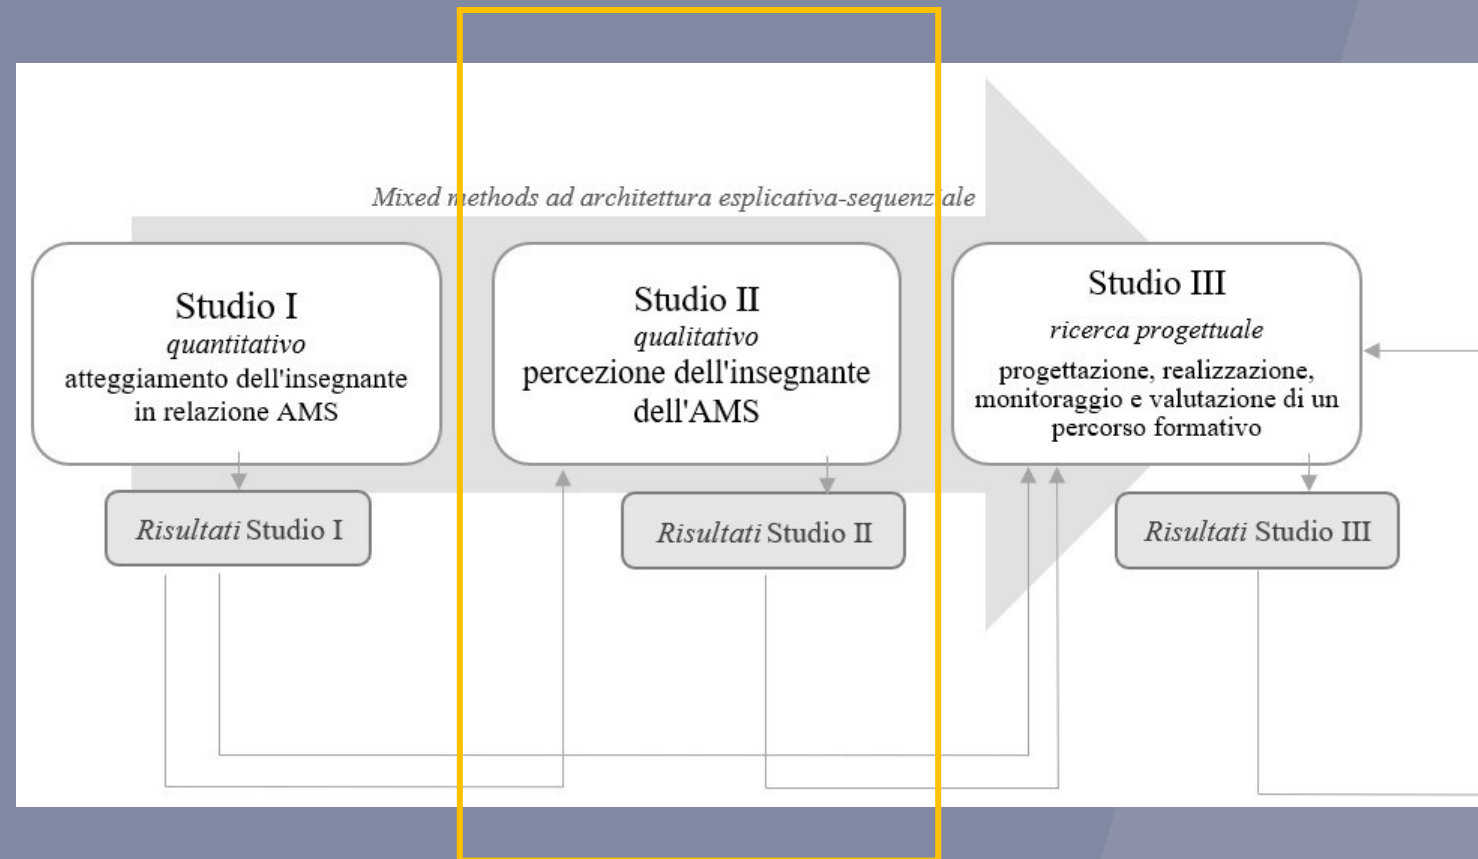 Mixed methods ad architettura esplicativa-sequenziale
Studio I
quantitativo
atteggiamento dell'insegnante
in relazione AMS
Risultati Studio I
Studio II
qualitativo
percezione dell'insegnante
dell'AMS
Risultati Studio II
Studio III
ricerca progettuale
progettazione, realizzazione,
monitoraggio e valutazione di un
percorso formativo
Risultati Studio III